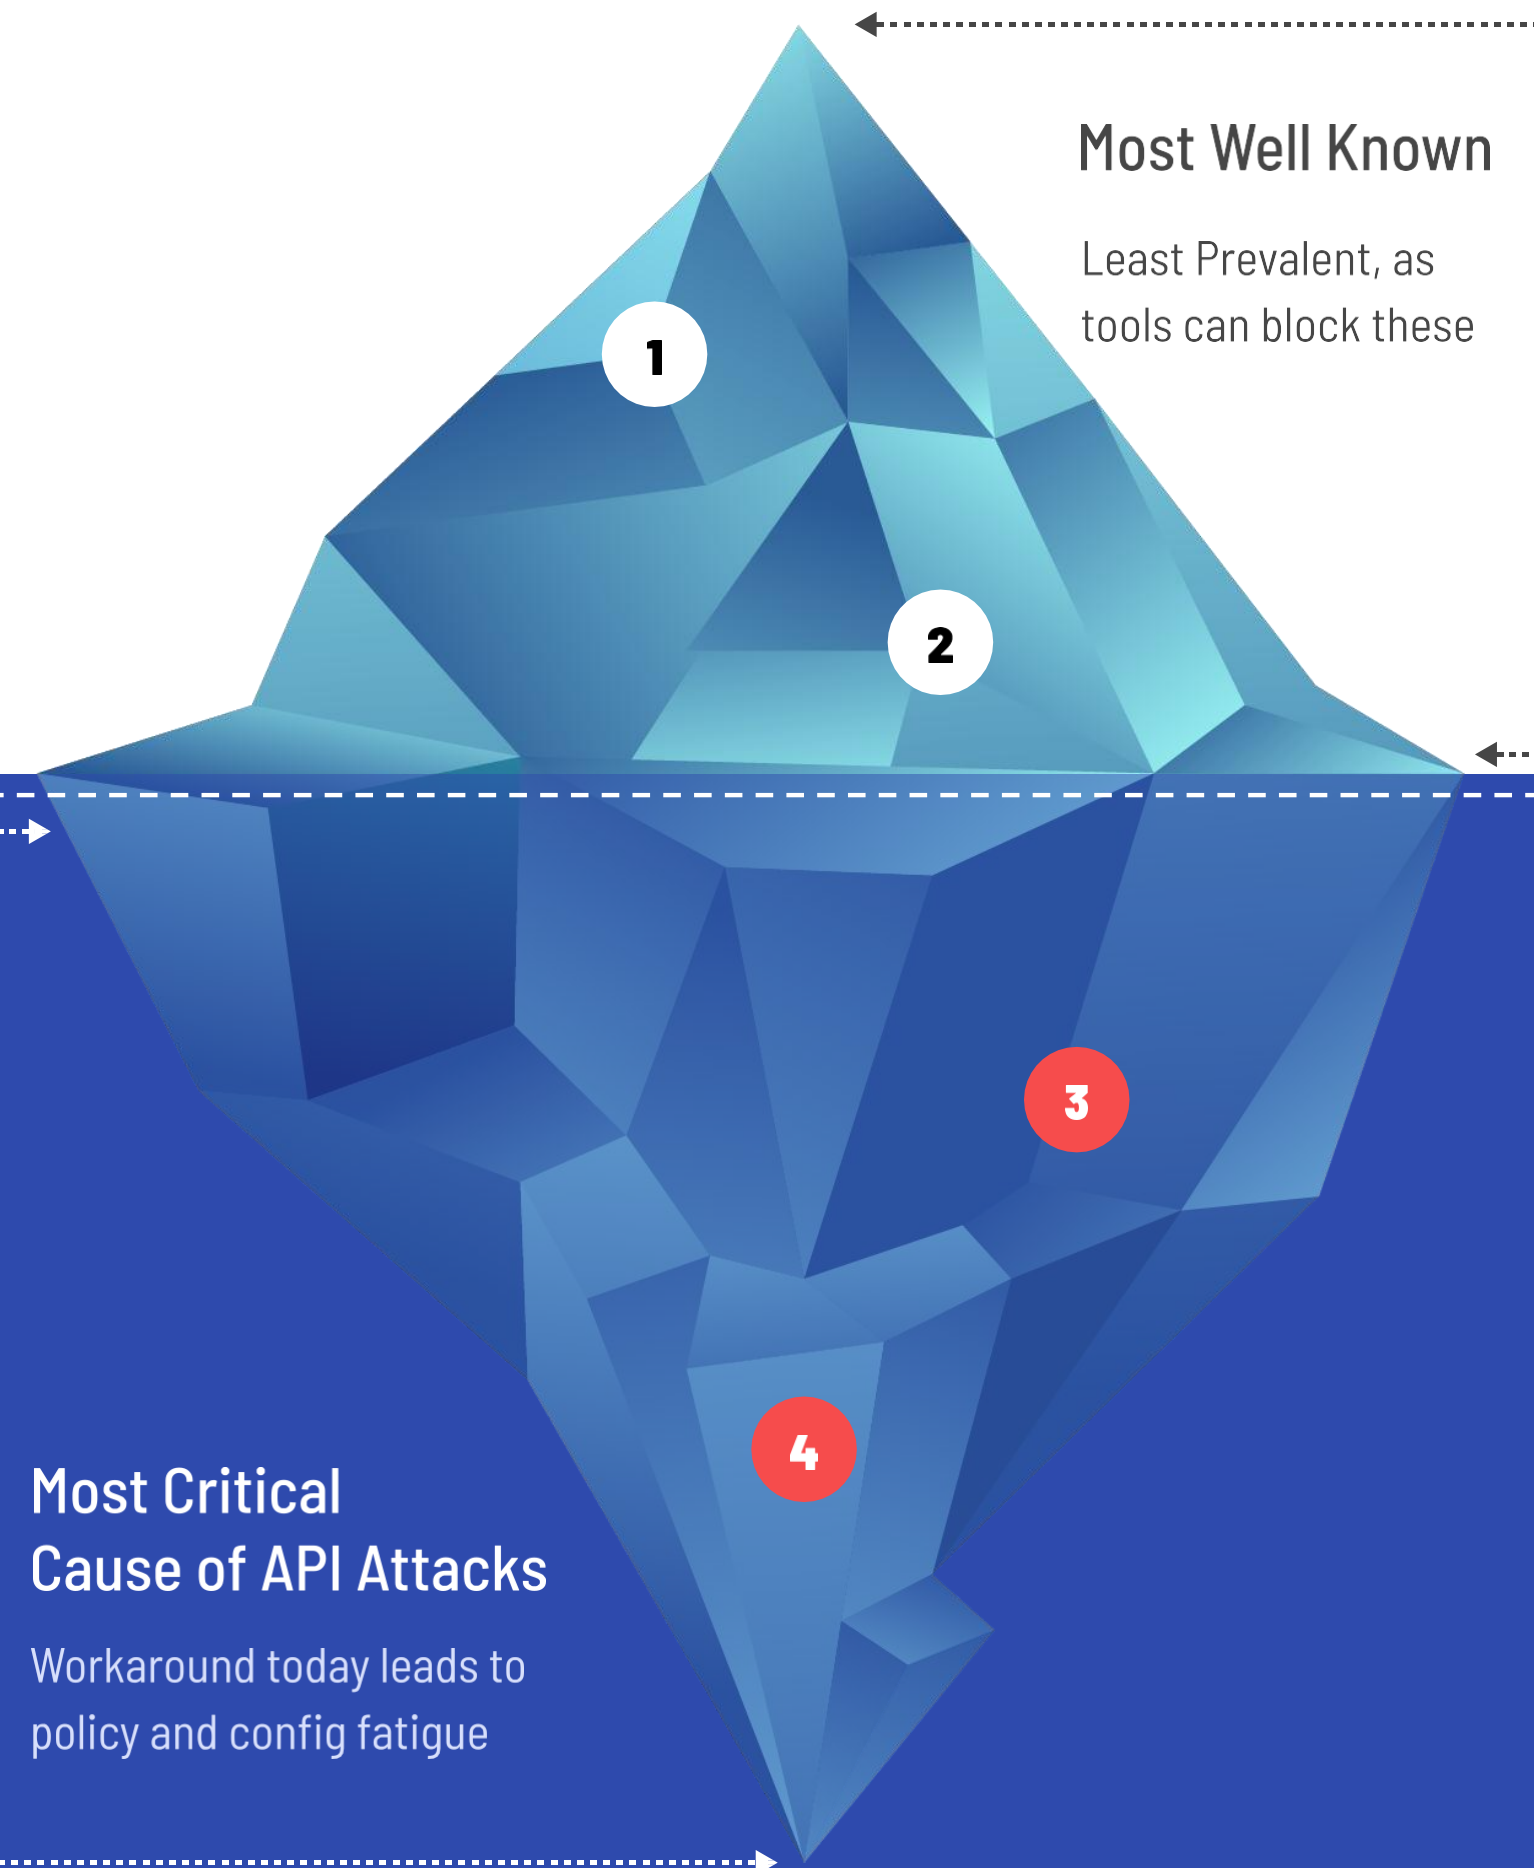 Most Well Known
Least Prevalent, as
tools can block these
1
2
3
4
Most Critical
Cause of API Attacks
Workaround today leads to
policy and config fatigue